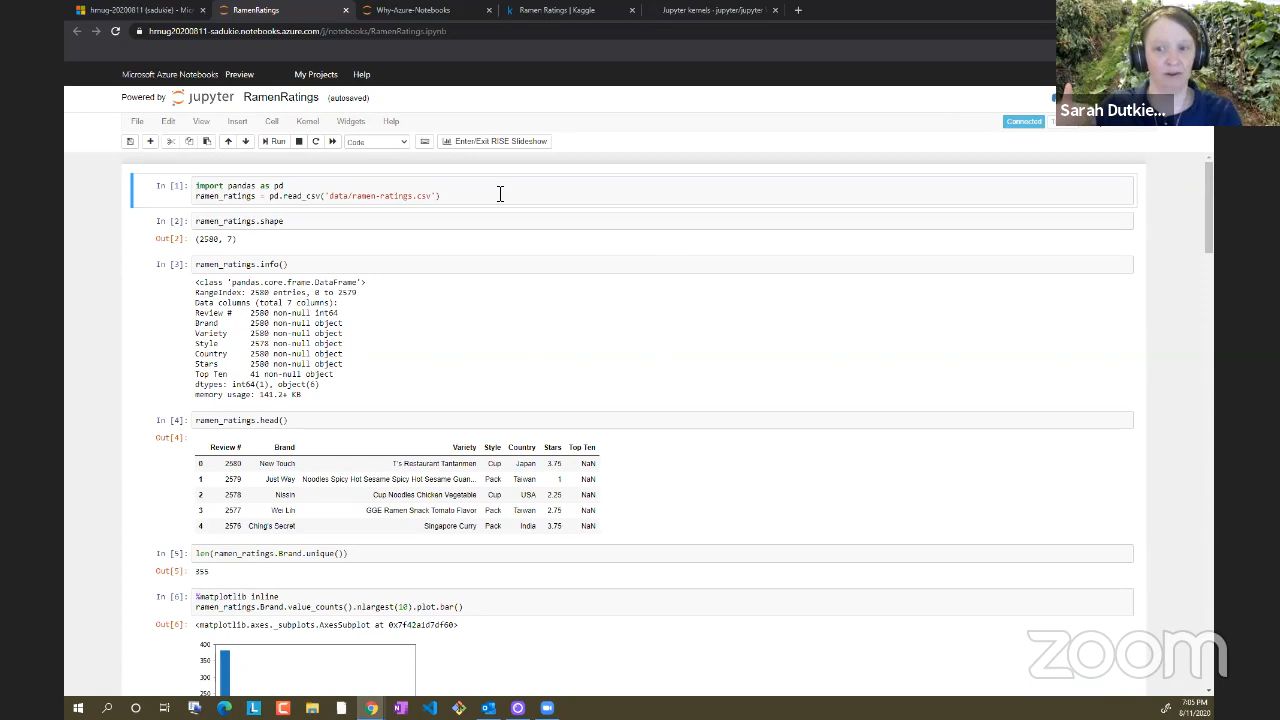 hmug20200811 (sadukie) - Mic
RamenRatings
Why-Azure-Notebooks
Ramen Ratings | Kaggle
Jupyter kernels · jupyter/jupyter
hmug20200811-sadukie.notebooks.azure.com/j/notebooks/RamenRatings.ipynb
Microsoft Azure Notebooks Preview My Projects Help
Powered by jupyter RamenRatings (autosaved)
Sarah Dutkie...
File Edit View Insert Cell Kernel Widgets Help
Connected
Run Code Enter/Exit RISE Slideshow
In [1]: import pandas as pd
ramen_ratings = pd.read_csv('data/ramen-ratings.csv')
In [2]: ramen_ratings.shape
Out[2]: (2580, 7)
In [3]: ramen_ratings.info()
<class 'pandas.core.frame.DataFrame'>
RangeIndex: 2580 entries, 0 to 2579
Data columns (total 7 columns):
Review # 2580 non-null int64
Brand 2580 non-null object
Variety 2580 non-null object
Style 2578 non-null object
Country 2580 non-null object
Stars 2580 non-null object
Top Ten 41 non-null object
dtypes: int64(1), object(6)
memory usage: 141.2+ KB
In [4]: ramen_ratings.head()
Out[4]:
Review # Brand Variety Style Country Stars Top Ten
0 2580 New Touch T's Restaurant Tantanmen Cup Japan 3.75 NaN
1 2579 Just Way Noodles Spicy Hot Sesame Spicy Hot Sesame Guan... Pack Taiwan 1 NaN
2 2578 Nissin Cup Noodles Chicken Vegetable Cup USA 2.25 NaN
3 2577 Wei Lih GGE Ramen Snack Tomato Flavor Pack Taiwan 2.75 NaN
4 2576 Ching's Secret Singapore Curry Pack India 3.75 NaN
In [5]: len(ramen_ratings.Brand.unique())
Out[5]: 355
In [6]: %matplotlib inline
ramen_ratings.Brand.value_counts().nlargest(10).plot.bar()
Out[6]: <matplotlib.axes._subplots.AxesSubplot at 0x7f42a1d7df60>
400
350
300
250
zoom
7:05 PM
8/11/2020